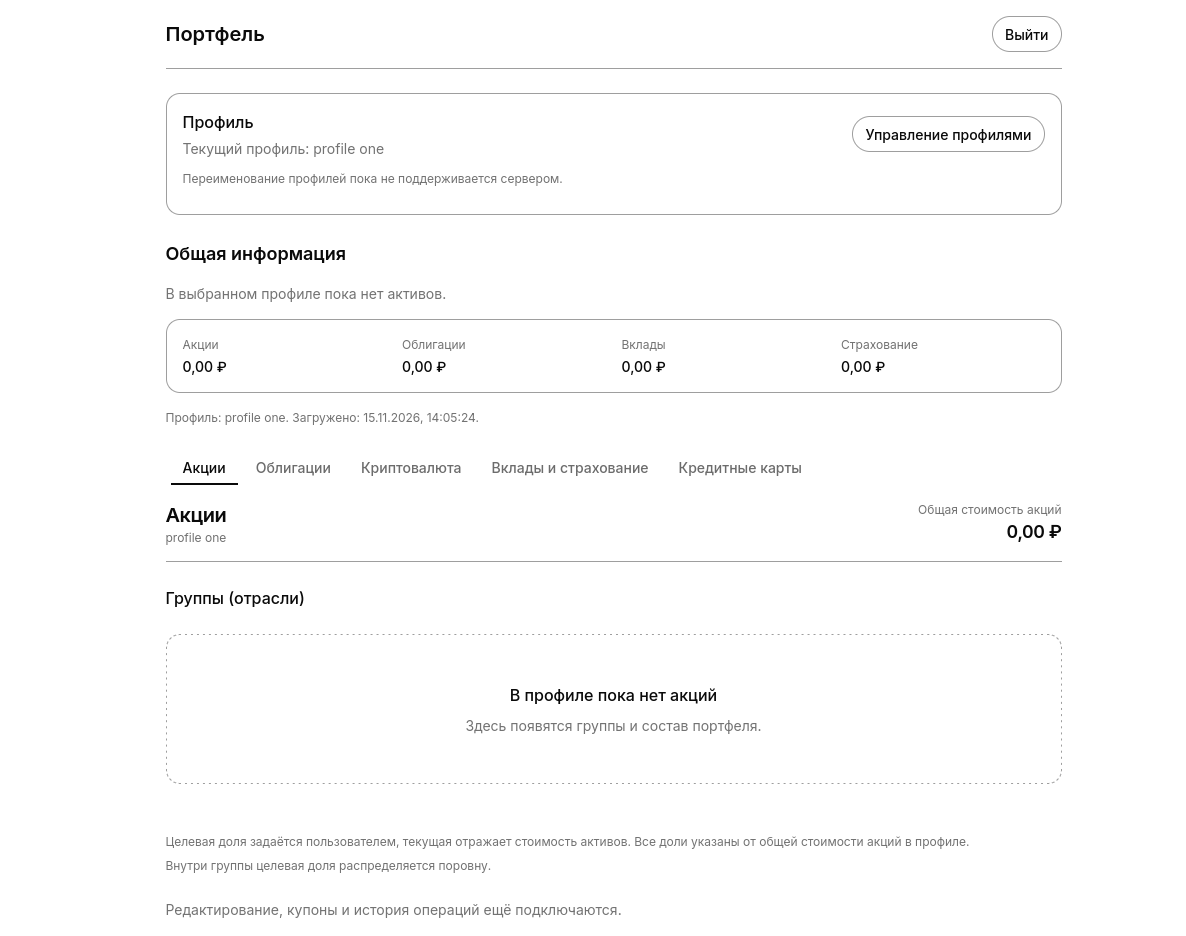 Портфель
Выйти
Профиль
Текущий профиль: profile one
Управление профилями
Переименование профилей пока не поддерживается сервером.
Общая информация
В выбранном профиле пока нет активов.
Акции
Облигации
Вклады
Страхование
0,00 ₽
0,00 ₽
0,00 ₽
0,00 ₽
Профиль: profile one. Загружено: 15.11.2026, 14:05:24.
Акции
Облигации
Криптовалюта
Вклады и страхование
Кредитные карты
Акции
profile one
Общая стоимость акций
0,00 ₽
Группы (отрасли)
В профиле пока нет акций
Здесь появятся группы и состав портфеля.
Целевая доля задаётся пользователем, текущая отражает стоимость активов. Все доли указаны от общей стоимости акций в профиле.
Внутри группы целевая доля распределяется поровну.
Редактирование, купоны и история операций ещё подключаются.